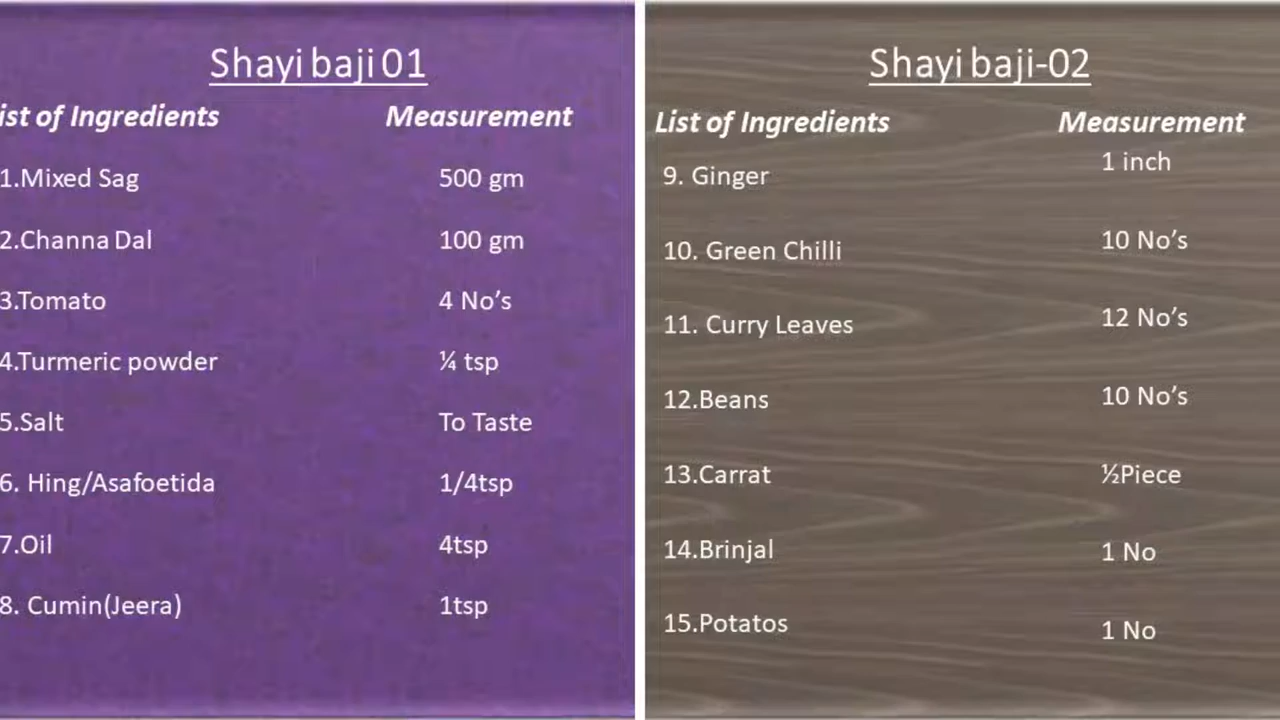 Shayi baji 01
ist of Ingredients Measurement
1.Mixed Sag 500 gm
2.Channa Dal 100 gm
3.Tomato 4 No’s
4.Turmeric powder ¼ tsp
5.Salt To Taste
6. Hing/Asafoetida 1/4tsp
7.Oil 4tsp
8. Cumin(Jeera) 1tsp
Shayi baji-02
List of Ingredients Measurement
9. Ginger 1 inch
10. Green Chilli 10 No’s
11. Curry Leaves 12 No’s
12.Beans 10 No’s
13.Carrat ½Piece
14.Brinjal 1 No
15.Potatos 1 No